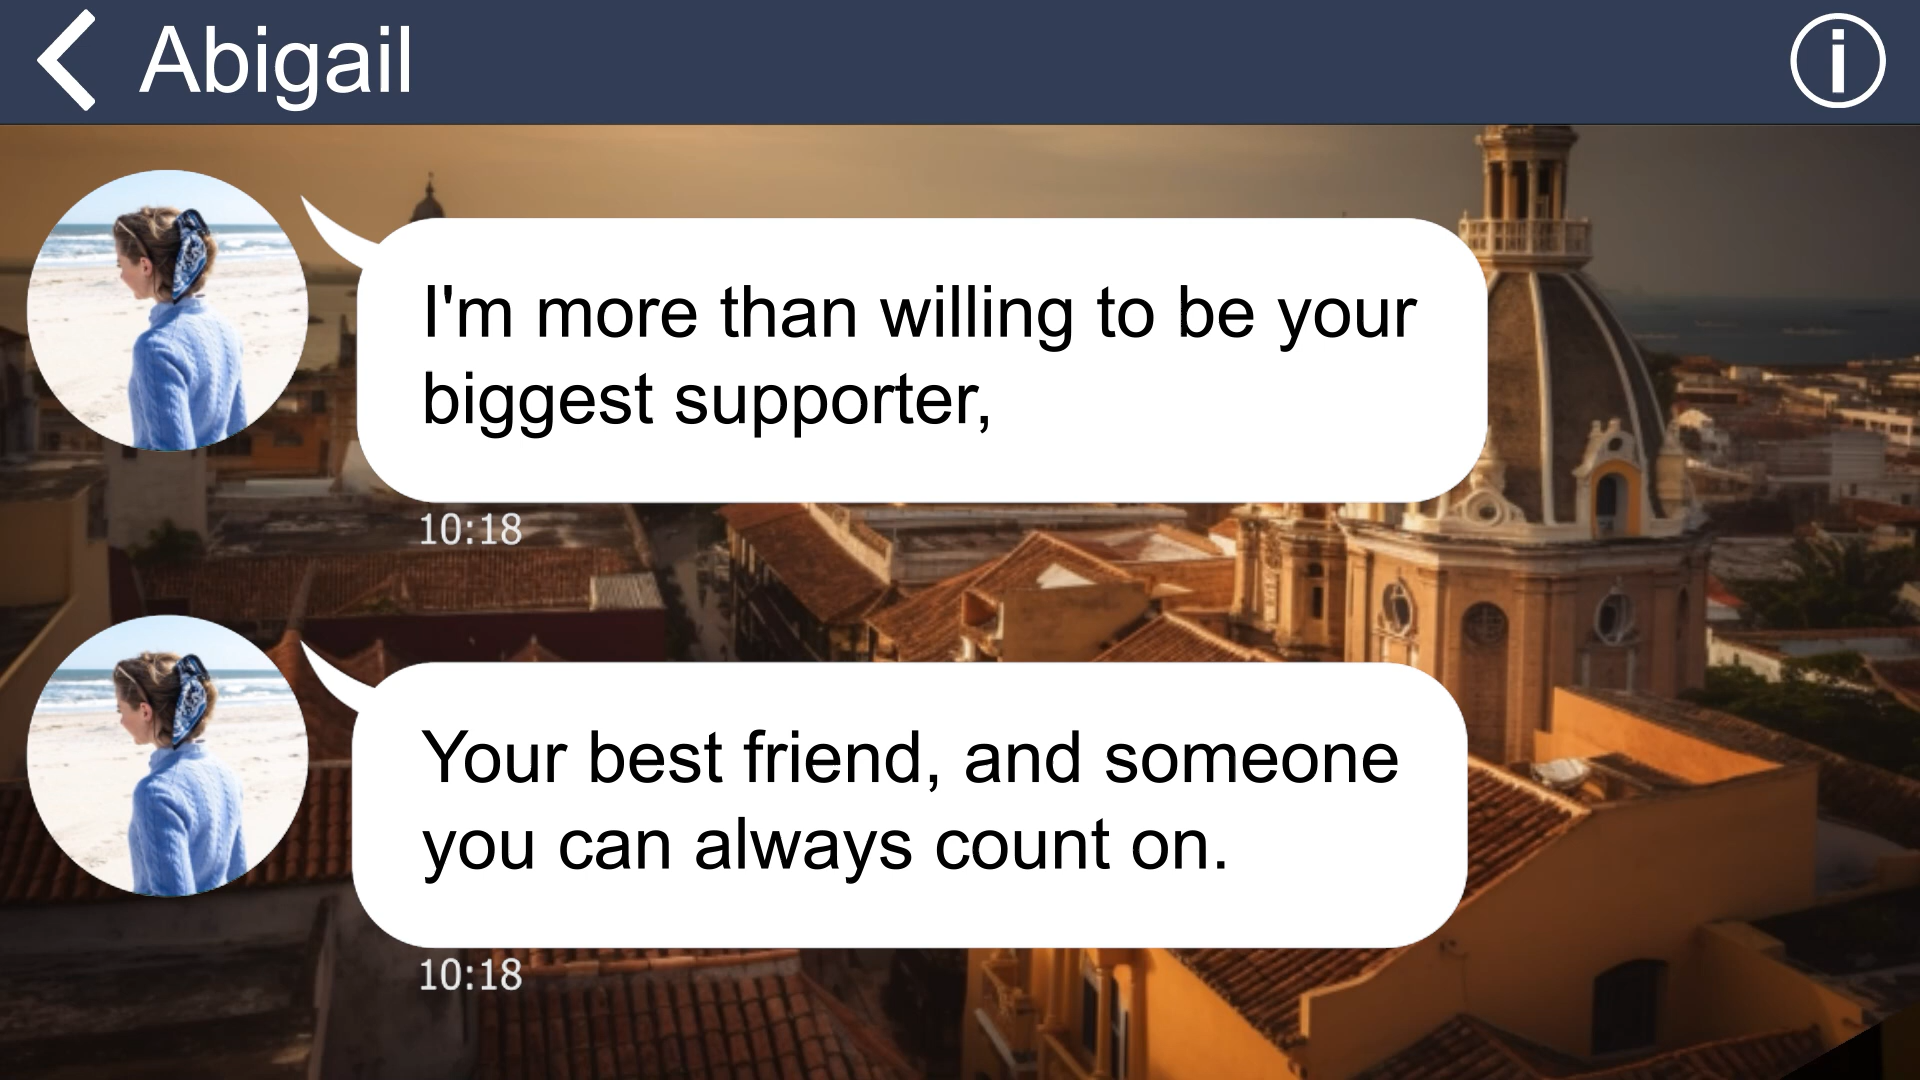 Abigail
I'm more than willing to be your
biggest supporter,
10:18
Your best friend, and someone
you can always count on.
10:18